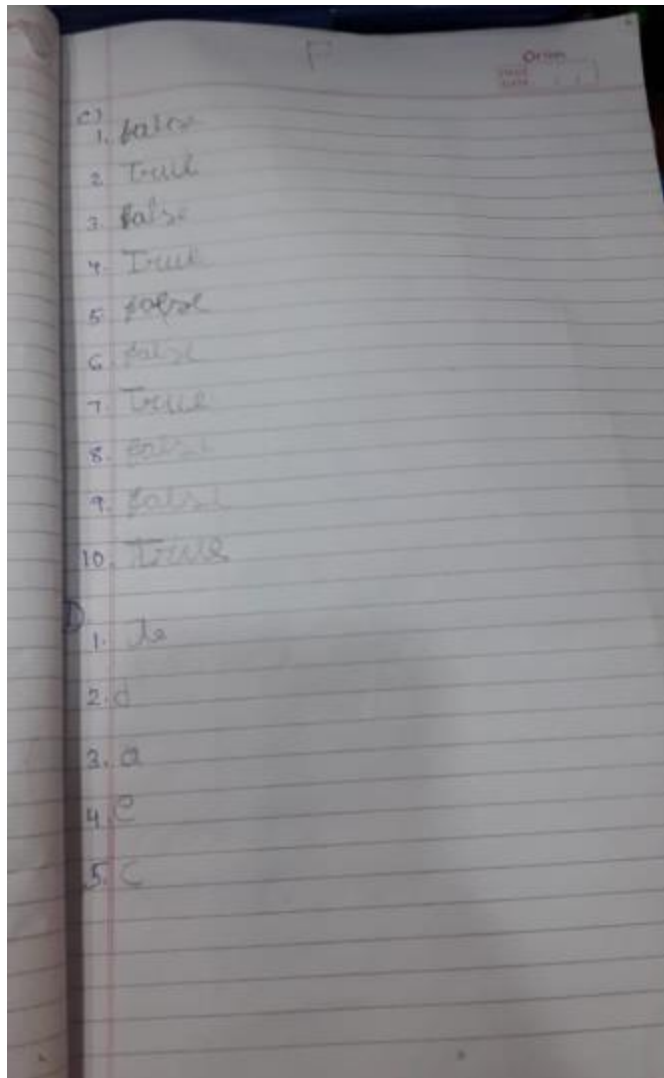 P
Orion
C)
1. false
2. True
3. false
4. True
5. false
6. false
7. True
8. false
9. false
10. True
D
1.
2. d
3. a
4. e
5. c